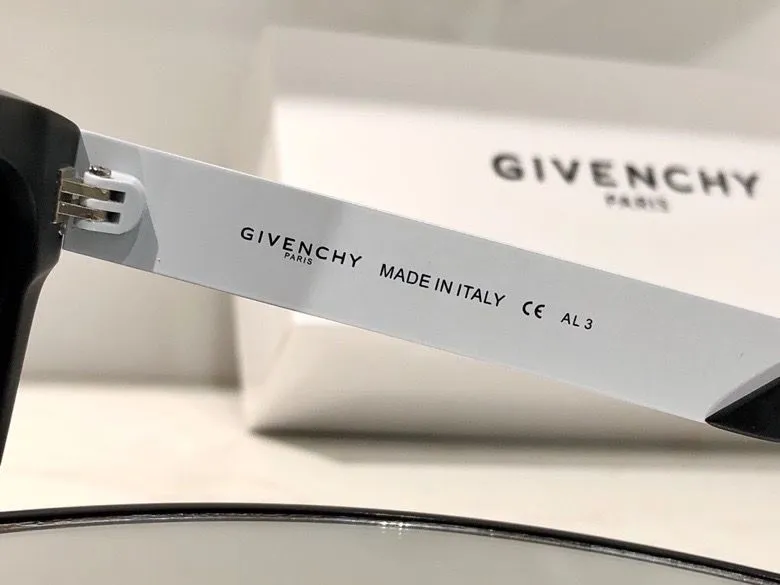 GIVENCHY
PARIS
GIVENCHY MADE IN ITALY CE AL 3
PARIS